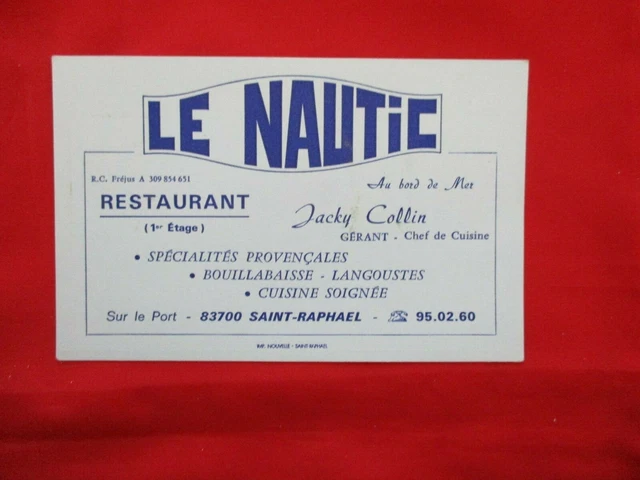 LE NAUTiC
R.C. Fréjus A 309 854 651
Au bord de Mer
RESTAURANT
(1er Étage)
Jacky Collin
GÉRANT - Chef de Cuisine
• SPÉCIALITÉS PROVENÇALES
• BOUILLABAISSE - LANGOUSTES
• CUISINE SOIGNÉE
Sur le Port - 83700 SAINT-RAPHAEL - ☎ 95.02.60
IMP. NOUVELLE - SAINT-RAPHAEL